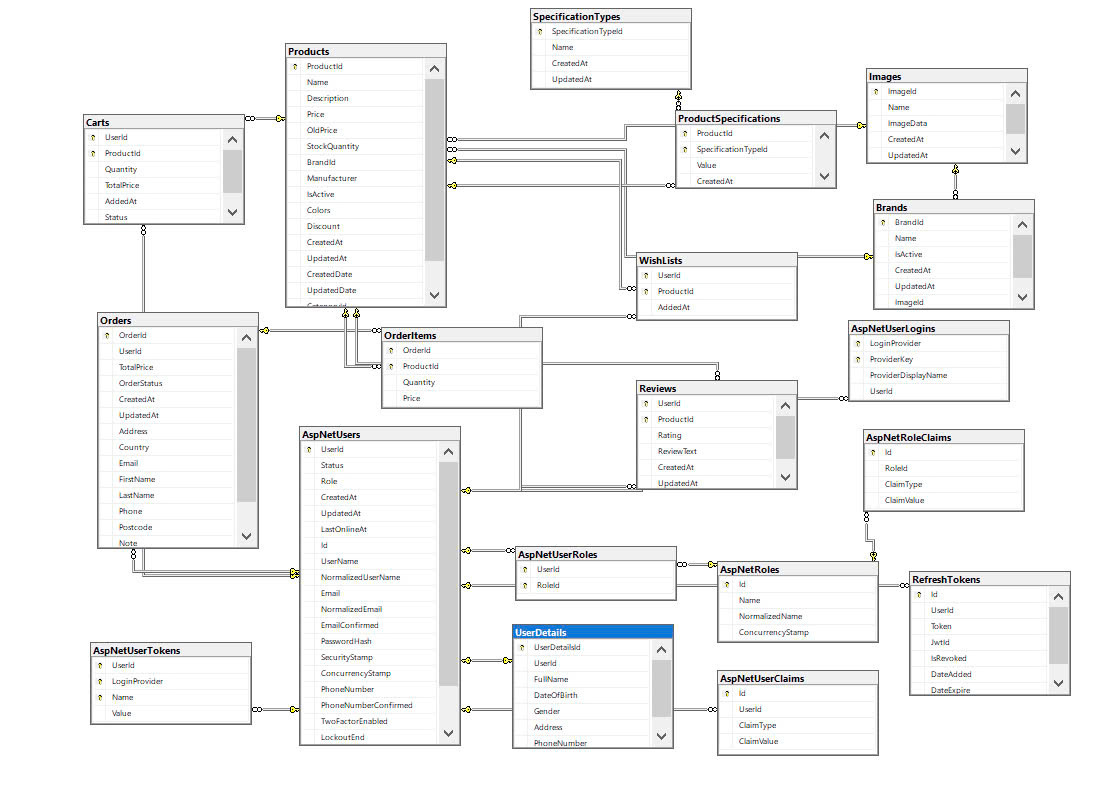 SpecificationTypes
SpecificationTypeId
Name
CreatedAt
UpdatedAt
Products
ProductId
Name
Description
Price
OldPrice
StockQuantity
BrandId
Manufacturer
IsActive
Colors
Discount
CreatedAt
UpdatedAt
CreatedDate
UpdatedDate
Images
ImageId
Name
ImageData
CreatedAt
UpdatedAt
Carts
UserId
ProductId
Quantity
TotalPrice
AddedAt
Status
ProductSpecifications
ProductId
SpecificationTypeId
Value
CreatedAt
Brands
BrandId
Name
IsActive
CreatedAt
UpdatedAt
ImageId
WishLists
UserId
ProductId
AddedAt
Orders
OrderId
UserId
TotalPrice
OrderStatus
CreatedAt
UpdatedAt
Address
Country
Email
FirstName
LastName
Phone
Postcode
Note
OrderItems
OrderId
ProductId
Quantity
Price
AspNetUserLogins
LoginProvider
ProviderKey
ProviderDisplayName
UserId
Reviews
UserId
ProductId
Rating
ReviewText
CreatedAt
UpdatedAt
AspNetUsers
UserId
Status
Role
CreatedAt
UpdatedAt
LastOnlineAt
Id
UserName
NormalizedUserName
Email
NormalizedEmail
EmailConfirmed
PasswordHash
SecurityStamp
ConcurrencyStamp
PhoneNumber
PhoneNumberConfirmed
TwoFactorEnabled
LockoutEnd
AspNetRoleClaims
Id
RoleId
ClaimType
ClaimValue
AspNetUserRoles
UserId
RoleId
AspNetRoles
Id
Name
NormalizedName
ConcurrencyStamp
RefreshTokens
Id
UserId
Token
JwtId
IsRevoked
DateAdded
DateExpire
UserDetails
UserDetailsId
UserId
FullName
DateOfBirth
Gender
Address
PhoneNumber
AspNetUserTokens
UserId
LoginProvider
Name
Value
AspNetUserClaims
Id
UserId
ClaimType
ClaimValue